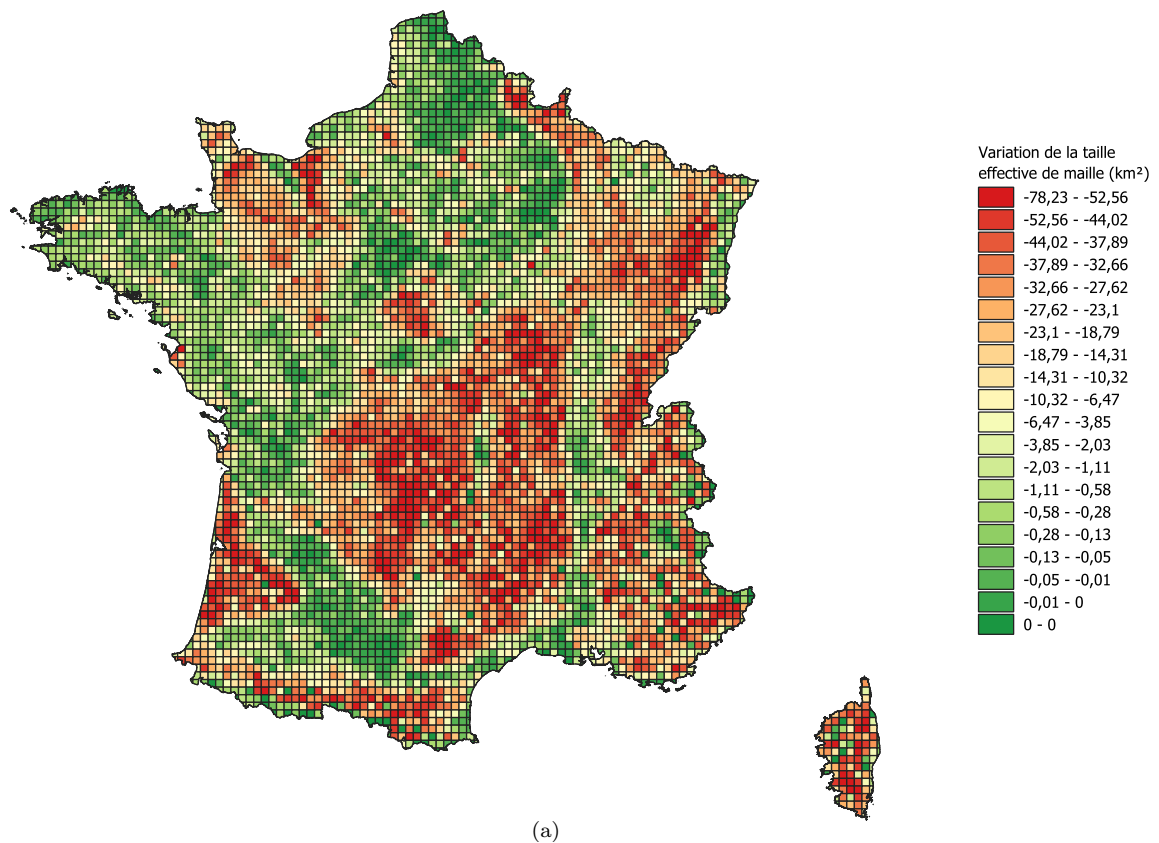 Variation de la taille
effective de maille (km²)
-78,23 - -52,56
-52,56 - -44,02
-44,02 - -37,89
-37,89 - -32,66
-32,66 - -27,62
-27,62 - -23,1
-23,1 - -18,79
-18,79 - -14,31
-14,31 - -10,32
-10,32 - -6,47
-6,47 - -3,85
-3,85 - -2,03
-2,03 - -1,11
-1,11 - -0,58
-0,58 - -0,28
-0,28 - -0,13
-0,13 - -0,05
-0,05 - -0,01
-0,01 - 0
0 - 0
(a)